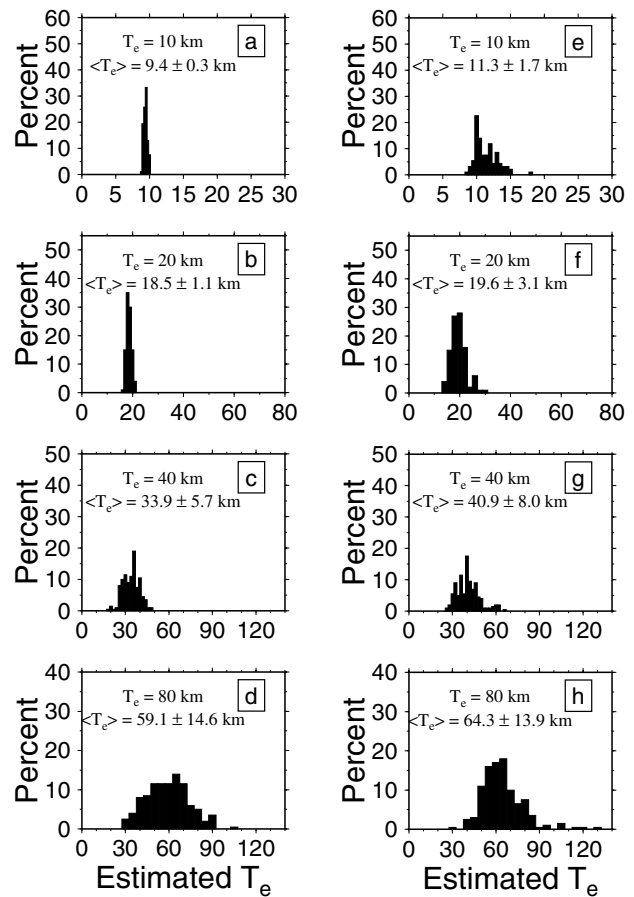 60
50
40
30
20
10
0
Percent
T_e = 10 km
a
<T_e> = 9.4 ± 0.3 km
0 5 10 15 20 25 30
60
50
40
30
20
10
0
Percent
T_e = 10 km
e
<T_e> = 11.3 ± 1.7 km
0 5 10 15 20 25 30
50
40
30
20
10
0
Percent
T_e = 20 km
b
<T_e> = 18.5 ± 1.1 km
0 20 40 60 80
50
40
30
20
10
0
Percent
T_e = 20 km
f
<T_e> = 19.6 ± 3.1 km
0 20 40 60 80
50
40
30
20
10
0
Percent
T_e = 40 km
c
<T_e> = 33.9 ± 5.7 km
0 30 60 90 120
50
40
30
20
10
0
Percent
T_e = 40 km
g
<T_e> = 40.9 ± 8.0 km
0 30 60 90 120
40
30
20
10
0
Percent
T_e = 80 km
d
<T_e> = 59.1 ± 14.6 km
0 30 60 90 120
Estimated T_e
40
30
20
10
0
Percent
T_e = 80 km
h
<T_e> = 64.3 ± 13.9 km
0 30 60 90 120
Estimated T_e